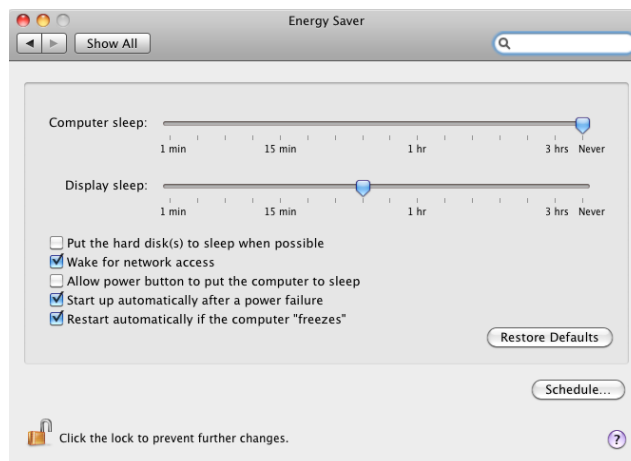 Energy Saver
Show All
Computer sleep:
1 min 15 min 1 hr 3 hrs Never
Display sleep:
1 min 15 min 1 hr 3 hrs Never
Put the hard disk(s) to sleep when possible
Wake for network access
Allow power button to put the computer to sleep
Start up automatically after a power failure
Restart automatically if the computer "freezes"
Restore Defaults
Schedule...
Click the lock to prevent further changes.
?